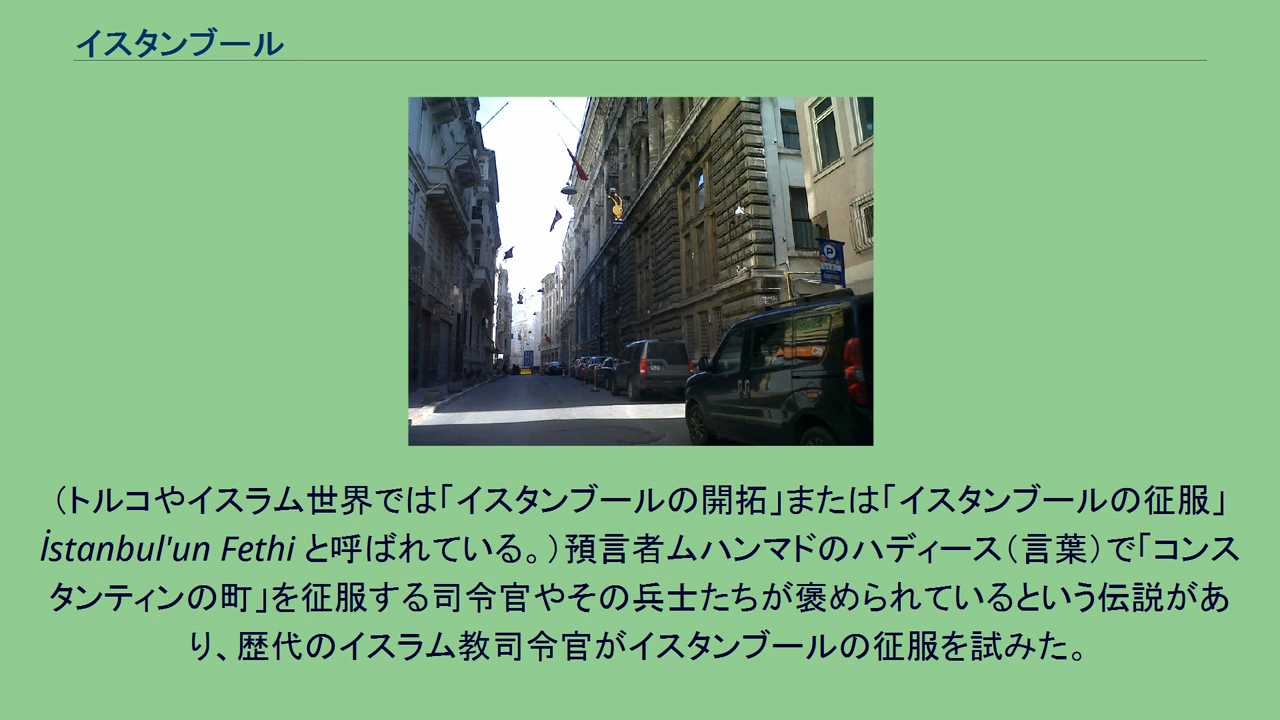 イスタンブール
P
（トルコやイスラム世界では「イスタンブールの開拓」または「イスタンブールの征服」
İstanbul'un Fethi と呼ばれている。）預言者ムハンマドのハディース（言葉）で「コンス
タンティンの町」を征服する司令官やその兵士たちが褒められているという伝説があ
り、歴代のイスラム教司令官がイスタンブールの征服を試みた。